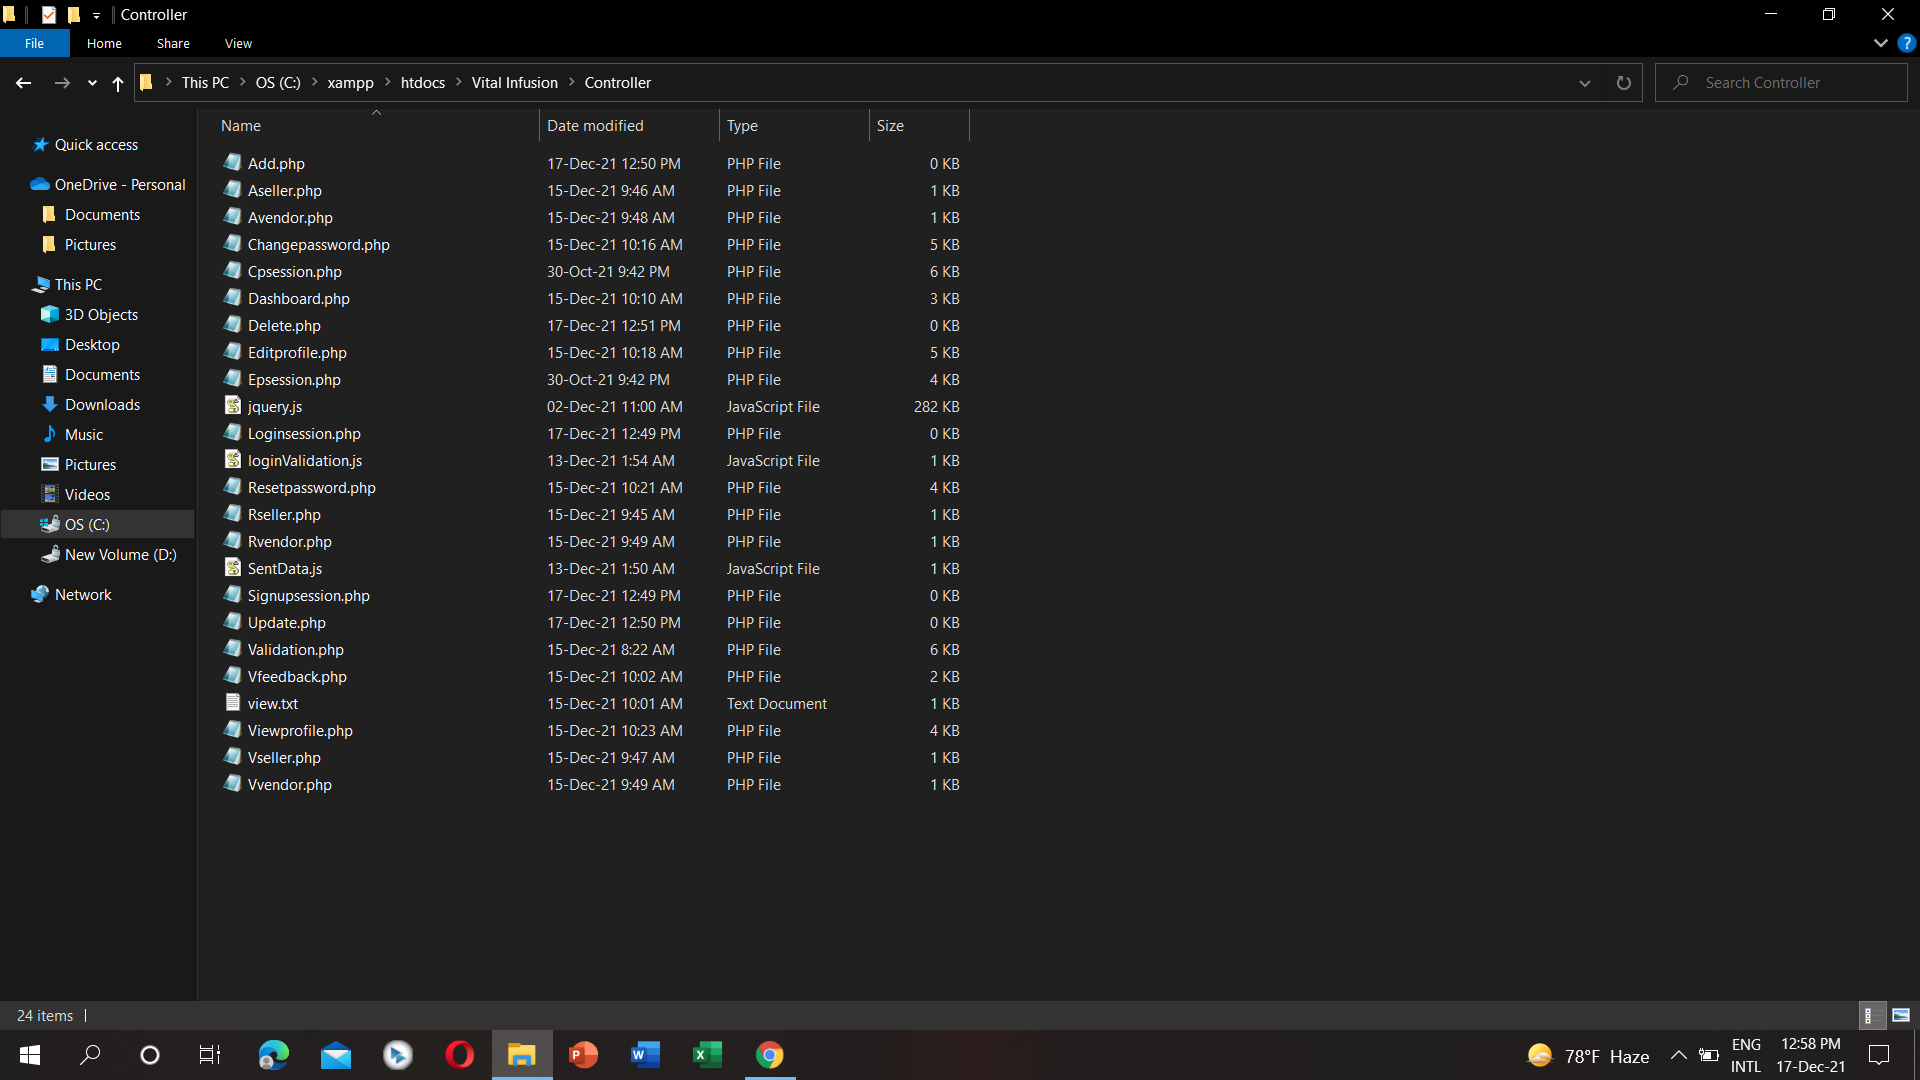 Controller
File Home Share View
This PC OS (C:) xampp htdocs Vital Infusion Controller
Search Controller
Quick access
OneDrive - Personal
Documents
Pictures
This PC
3D Objects
Desktop
Documents
Downloads
Music
Pictures
Videos
OS (C:)
New Volume (D:)
Network
Name Date modified Type Size
Add.php 17-Dec-21 12:50 PM PHP File 0 KB
Aseller.php 15-Dec-21 9:46 AM PHP File 1 KB
Avendor.php 15-Dec-21 9:48 AM PHP File 1 KB
Changepassword.php 15-Dec-21 10:16 AM PHP File 5 KB
Cpsession.php 30-Oct-21 9:42 PM PHP File 6 KB
Dashboard.php 15-Dec-21 10:10 AM PHP File 3 KB
Delete.php 17-Dec-21 12:51 PM PHP File 0 KB
Editprofile.php 15-Dec-21 10:18 AM PHP File 5 KB
Epsession.php 30-Oct-21 9:42 PM PHP File 4 KB
jquery.js 02-Dec-21 11:00 AM JavaScript File 282 KB
Loginsession.php 17-Dec-21 12:49 PM PHP File 0 KB
loginValidation.js 13-Dec-21 1:54 AM JavaScript File 1 KB
Resetpassword.php 15-Dec-21 10:21 AM PHP File 4 KB
Rseller.php 15-Dec-21 9:45 AM PHP File 1 KB
Rvendor.php 15-Dec-21 9:49 AM PHP File 1 KB
SentData.js 13-Dec-21 1:50 AM JavaScript File 1 KB
Signupsession.php 17-Dec-21 12:49 PM PHP File 0 KB
Update.php 17-Dec-21 12:50 PM PHP File 0 KB
Validation.php 15-Dec-21 8:22 AM PHP File 6 KB
Vfeedback.php 15-Dec-21 10:02 AM PHP File 2 KB
view.txt 15-Dec-21 10:01 AM Text Document 1 KB
Viewprofile.php 15-Dec-21 10:23 AM PHP File 4 KB
Vseller.php 15-Dec-21 9:47 AM PHP File 1 KB
Vvendor.php 15-Dec-21 9:49 AM PHP File 1 KB
24 items
78°F Haze
ENG
INTL
12:58 PM
17-Dec-21